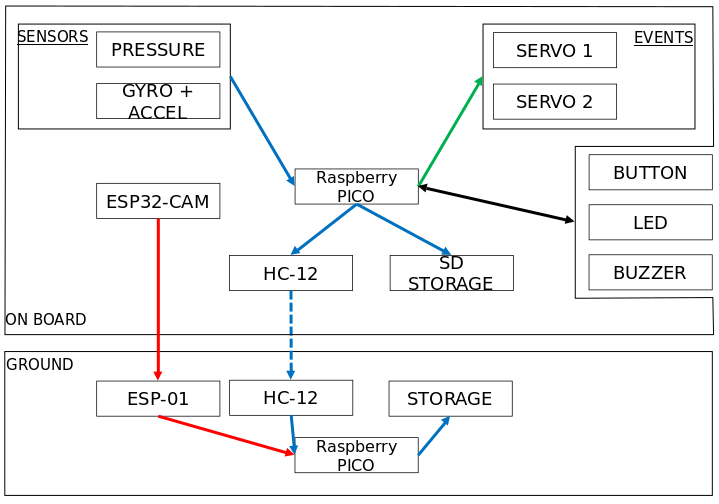 SENSORS
PRESSURE
GYRO +
ACCEL
EVENTS
SERVO 1
SERVO 2
Raspberry
PICO
BUTTON
LED
BUZZER
ESP32-CAM
HC-12
SD
STORAGE
ON BOARD
GROUND
ESP-01
HC-12
STORAGE
Raspberry
PICO